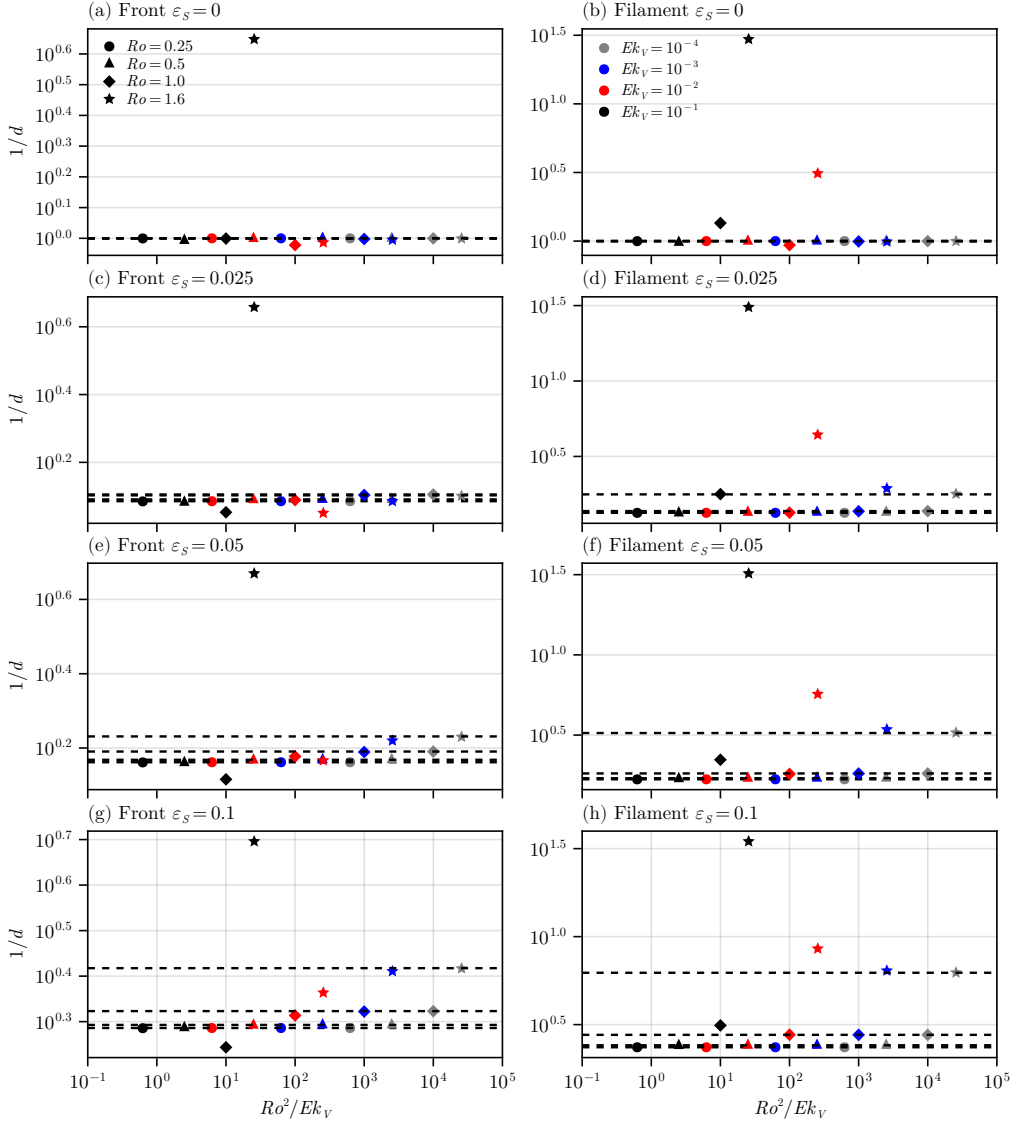 (a) Front ε_S = 0
1/d
10^0.6
10^0.5
10^0.4
10^0.3
10^0.2
10^0.1
10^0.0
Ro = 0.25
Ro = 0.5
Ro = 1.0
Ro = 1.6
(b) Filament ε_S = 0
10^1.5
10^1.0
10^0.5
10^0.0
Ek_V = 10^−4
Ek_V = 10^−3
Ek_V = 10^−2
Ek_V = 10^−1
(c) Front ε_S = 0.025
1/d
10^0.6
10^0.4
10^0.2
(d) Filament ε_S = 0.025
10^1.5
10^1.0
10^0.5
(e) Front ε_S = 0.05
1/d
10^0.6
10^0.4
10^0.2
(f) Filament ε_S = 0.05
10^1.5
10^1.0
10^0.5
(g) Front ε_S = 0.1
1/d
10^0.7
10^0.6
10^0.5
10^0.4
10^0.3
10^−1 10^0 10^1 10^2 10^3 10^4 10^5
Ro^2/Ek_V
(h) Filament ε_S = 0.1
10^1.5
10^1.0
10^0.5
10^−1 10^0 10^1 10^2 10^3 10^4 10^5
Ro^2/Ek_V